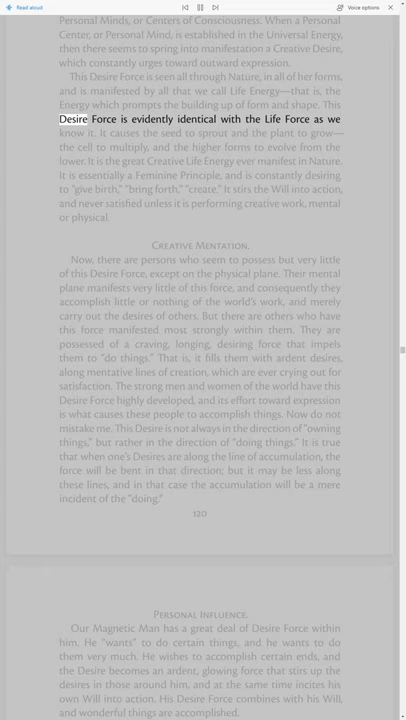 Read aloud
Voice options
Personal Minds, or Centers of Consciousness. When a Personal
Center, or Personal Mind, is established in the Universal Energy,
then there seems to spring into manifestation a Creative Desire,
which constantly urges toward outward expression.
This Desire Force is seen all through Nature, in all of her forms,
and is manifested by all that we call Life Energy—that is, the
Energy which prompts the building up of form and shape. This
Desire Force is evidently identical with the Life Force as we
know it. It causes the seed to sprout and the plant to grow—
the cell to multiply, and the higher forms to evolve from the
lower. It is the great Creative Life Energy ever manifest in Nature.
It is essentially a Feminine Principle, and is constantly desiring
to “give birth,” “bring forth,” “create.” It stirs the Will into action,
and never satisfied unless it is performing creative work, mental
or physical.
Creative Mentation.
Now, there are persons who seem to possess but very little
of this Desire Force, except on the physical plane. Their mental
plane manifests very little of this force, and consequently they
accomplish little or nothing of the world’s work, and merely
carry out the desires of others. But there are others who have
this force manifested most strongly within them. They are
possessed of a craving, longing, desiring force that impels
them to “do things.” That is, it fills them with ardent desires,
along mentative lines of creation, which are ever crying out for
satisfaction. The strong men and women of the world have this
Desire Force highly developed, and its effort toward expression
is what causes these people to accomplish things. Now do not
mistake me. This Desire is not always in the direction of “owning
things,” but rather in the direction of “doing things.” It is true
that when one’s Desires are along the line of accumulation, the
force will be bent in that direction; but it may be less along
these lines, and in that case the accumulation will be a mere
incident of the “doing.”
520
Personal Influence.
Our Magnetic Man has a great deal of Desire Force within
him. He “wants” to do certain things, and he wants to do
them very much. He wishes to accomplish certain ends, and
the Desire becomes an ardent, glowing force that stirs up the
desires in those around him, and at the same time incites his
own Will into action. His Desire Force combines with his Will,
and wonderful things are accomplished.